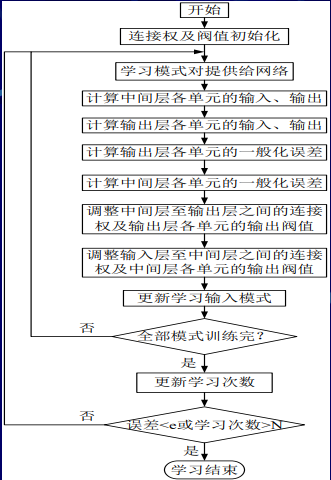 开始
连接权及阀值初始化
学习模式对提供给网络
计算中间层各单元的输入、输出
计算输出层各单元的输入、输出
计算输出层各单元的一般化误差
计算中间层各单元的一般化误差
调整中间层至输出层之间的连接
权及输出层各单元的输出阀值
调整输入层至中间层之间的连接
权及中间层各单元的输出阀值
更新学习输入模式
否
全部模式训练完？
是
更新学习次数
否
误差<e或学习次数>N
是
学习结束